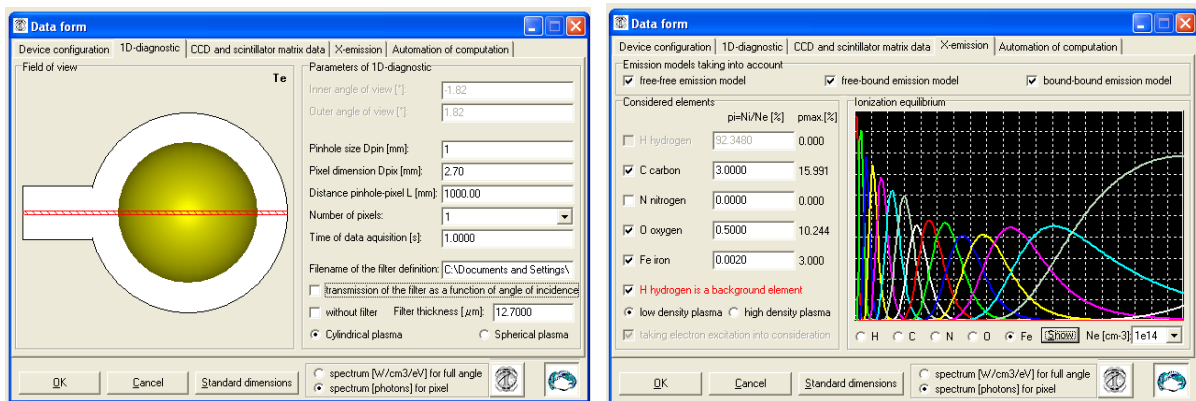 Data form
Device configuration 1D-diagnostic CCD and scintillator matrix data X-emission Automation of computation
Field of view
Te
Parameters of 1D-diagnostic
Inner angle of view [°]: -1.82
Outer angle of view [°]: 1.82
Pinhole size Dpin [mm]: 1
Pixel dimension Dpix [mm]: 2.70
Distance pinhole-pixel L [mm]: 1000.00
Number of pixels: 1
Time of data aquisition [s]: 1.0000
Filename of the filter definition: C:\Documents and Settings\
transmission of the filter as a function of angle of incidence
without filter Filter thickness [µm]: 12.7000
Cylindrical plasma Spherical plasma
OK Cancel Standard dimensions
spectrum [W/cm3/eV] for full angle
spectrum [photons] for pixel
Data form
Device configuration 1D-diagnostic CCD and scintillator matrix data X-emission Automation of computation
Emission models taking into account
free-free emission model free-bound emission model bound-bound emission model
Considered elements
pi=Ni/Ne [%] pmax.[%]
H hydrogen 92.3480 0.000
C carbon 3.0000 15.991
N nitrogen 0.0000 0.000
O oxygen 0.5000 10.244
Fe iron 0.0020 3.000
H hydrogen is a background element
low density plasma high density plasma
taking electron excitation into consideration
Ionization equilibrium
H C N O Fe Show Ne [cm-3]: 1e14
OK Cancel Standard dimensions
spectrum [W/cm3/eV] for full angle
spectrum [photons] for pixel